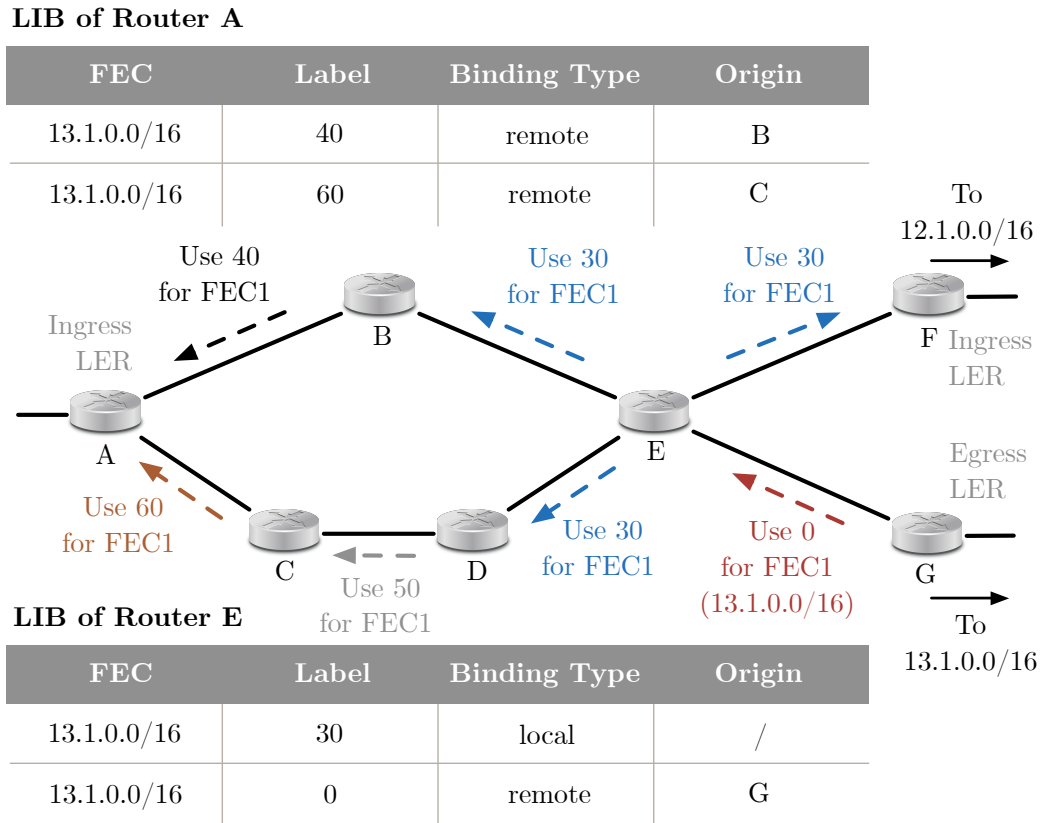 LIB of Router A
FEC Label Binding Type Origin
13.1.0.0/16 40 remote B
13.1.0.0/16 60 remote C
To
12.1.0.0/16
Use 40
for FEC1
Use 30
for FEC1
Use 30
for FEC1
Ingress
LER
B
F
Ingress
LER
A
E
Egress
LER
Use 60
for FEC1
C
D
Use 30
for FEC1
Use 0
for FEC1
(13.1.0.0/16)
G
Use 50
for FEC1
To
13.1.0.0/16
LIB of Router E
FEC Label Binding Type Origin
13.1.0.0/16 30 local /
13.1.0.0/16 0 remote G